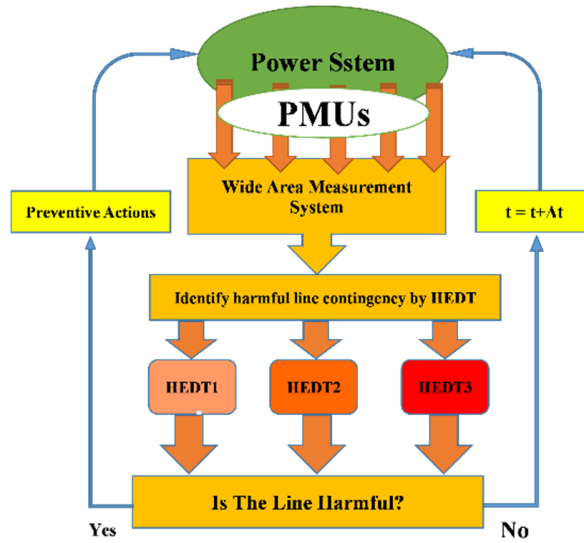 Power Sstem
PMUs
Wide Area Measurement
System
Preventive Actions
t = t+At
Identify harmful line contingency by HEDT
HEDT1
HEDT2
HEDT3
Is The Line Harmful?
Yes
No